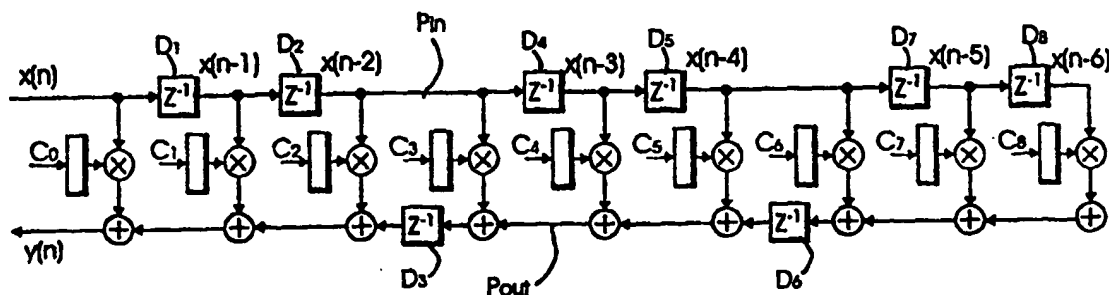 D1 D2 Pin D4 D5 D7 D8
x(n) Z-1 x(n-1) Z-1 x(n-2) Z-1 x(n-3) Z-1 x(n-4) Z-1 x(n-5) Z-1 x(n-6)
C0 C1 C2 C3 C4 C5 C6 C7 C8
y(n) Z-1 Z-1
D3 Pout D6